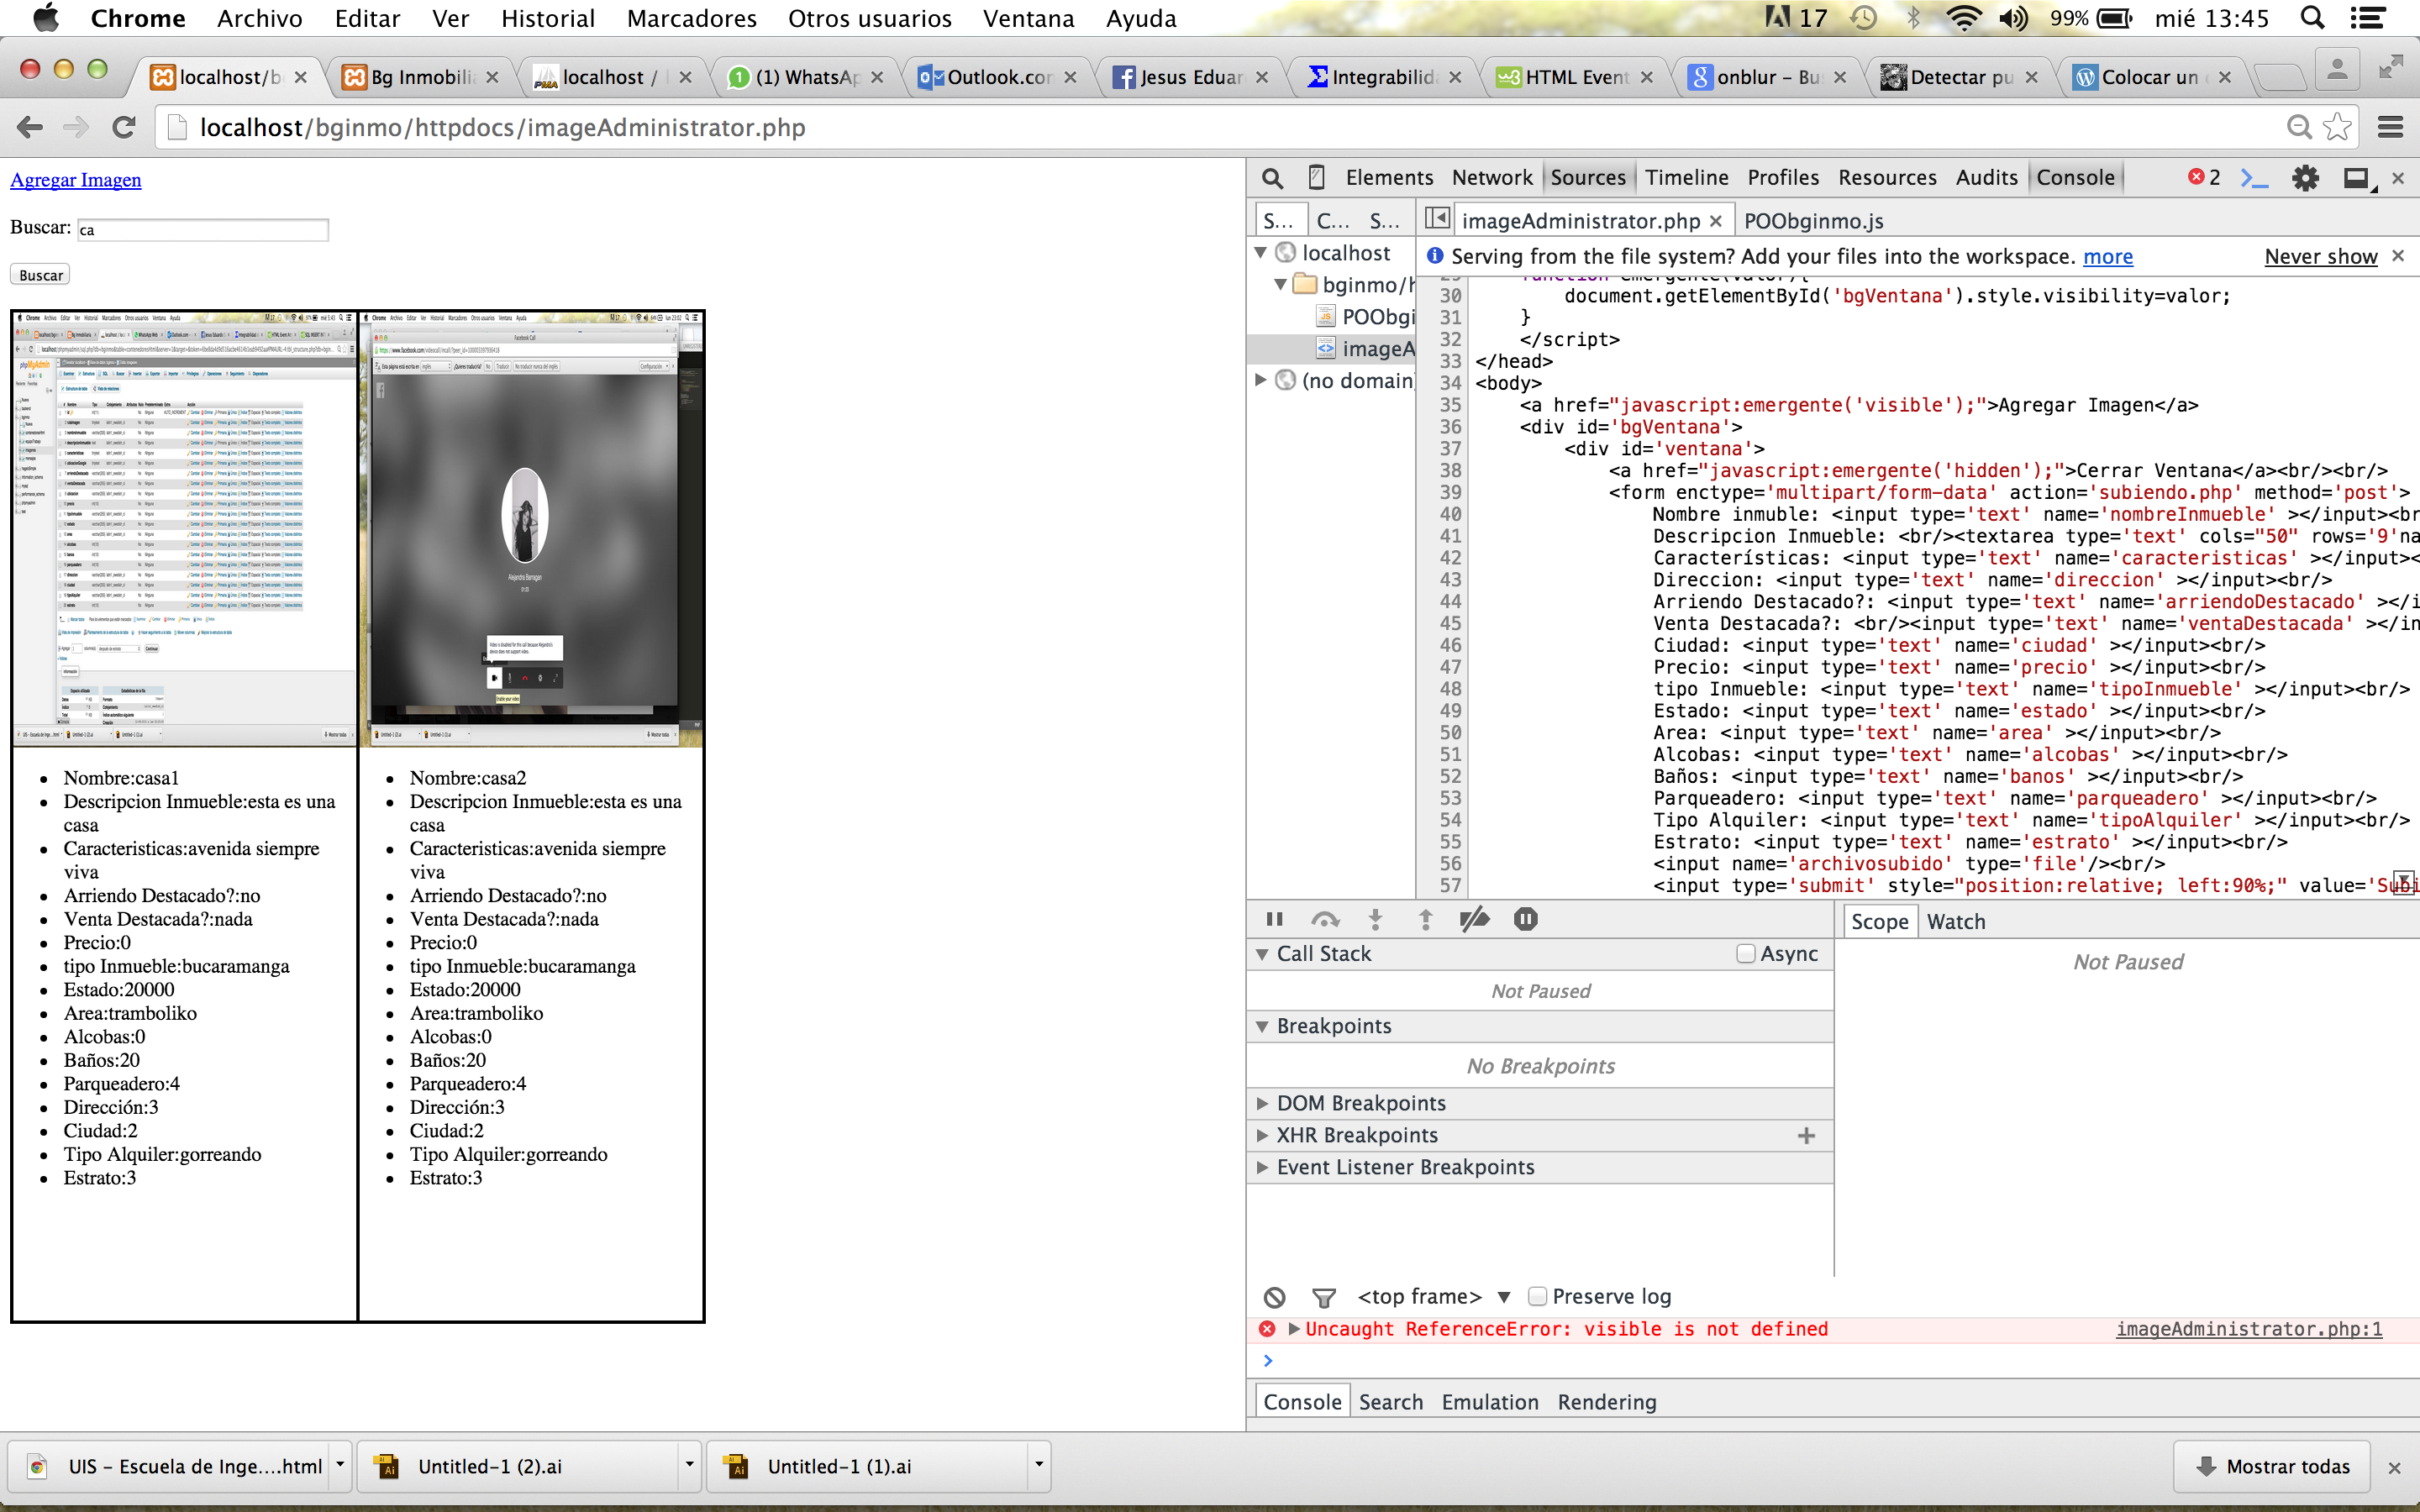 Chrome Archivo Editar Ver Historial Marcadores Otros usuarios Ventana Ayuda 17 99% mié 13:45
localhost/b Bg Inmobili localhost / (1) WhatsAp Outlook.co Jesus Eduar Integrabilid HTML Event onblur – Bu Detectar pu Colocar un
localhost/bginmo/httpdocs/imageAdministrator.php
Agregar Imagen
Buscar: ca
Buscar
Facebook Call
Alejandra Barragan
Nombre:casa1
Descripcion Inmueble:esta es una
casa
Caracteristicas:avenida siempre
viva
Arriendo Destacado?:no
Venta Destacada?:nada
Precio:0
tipo Inmueble:bucaramanga
Estado:20000
Area:tramboliko
Alcobas:0
Baños:20
Parqueadero:4
Dirección:3
Ciudad:2
Tipo Alquiler:gorreando
Estrato:3
Nombre:casa2
Descripcion Inmueble:esta es una
casa
Caracteristicas:avenida siempre
viva
Arriendo Destacado?:no
Venta Destacada?:nada
Precio:0
tipo Inmueble:bucaramanga
Estado:20000
Area:tramboliko
Alcobas:0
Baños:20
Parqueadero:4
Dirección:3
Ciudad:2
Tipo Alquiler:gorreando
Estrato:3
Elements Network Sources Timeline Profiles Resources Audits Console 2
S... C... S... imageAdministrator.php POObginmo.js
localhost
bginmo/h
POObgi
imageA
(no domain)
Serving from the file system? Add your files into the workspace. more Never show
29 function emergente(valor){
30 document.getElementById('bgVentana').style.visibility=valor;
31 }
32 </script>
33 </head>
34 <body>
35 <a href="javascript:emergente('visible');">Agregar Imagen</a>
36 <div id='bgVentana'>
37 <div id='ventana'>
38 <a href="javascript:emergente('hidden');">Cerrar Ventana</a><br/><br/>
39 <form enctype='multipart/form-data' action='subiendo.php' method='post'>
40 Nombre inmuble: <input type='text' name='nombreInmueble' ></input><br
41 Descripcion Inmueble: <br/><textarea type='text' cols="50" rows='9'na
42 Características: <input type='text' name='caracteristicas' ></input><
43 Direccion: <input type='text' name='direccion' ></input><br/>
44 Arriendo Destacado?: <input type='text' name='arriendoDestacado' ></i
45 Venta Destacada?: <br/><input type='text' name='ventaDestacada' ></in
46 Ciudad: <input type='text' name='ciudad' ></input><br/>
47 Precio: <input type='text' name='precio' ></input><br/>
48 tipo Inmueble: <input type='text' name='tipoInmueble' ></input><br/>
49 Estado: <input type='text' name='estado' ></input><br/>
50 Area: <input type='text' name='area' ></input><br/>
51 Alcobas: <input type='text' name='alcobas' ></input><br/>
52 Baños: <input type='text' name='banos' ></input><br/>
53 Parqueadero: <input type='text' name='parqueadero' ></input><br/>
54 Tipo Alquiler: <input type='text' name='tipoAlquiler' ></input><br/>
55 Estrato: <input type='text' name='estrato' ></input><br/>
56 <input name='archivosubido' type='file'/><br/>
57 <input type='submit' style="position:relative; left:90%;" value='Subi
Call Stack Async
Not Paused
Breakpoints
No Breakpoints
DOM Breakpoints
XHR Breakpoints
Event Listener Breakpoints
Scope Watch
Not Paused
<top frame> Preserve log
Uncaught ReferenceError: visible is not defined imageAdministrator.php:1
Console Search Emulation Rendering
UIS – Escuela de Inge....html Untitled-1 (2).ai Untitled-1 (1).ai Mostrar todas